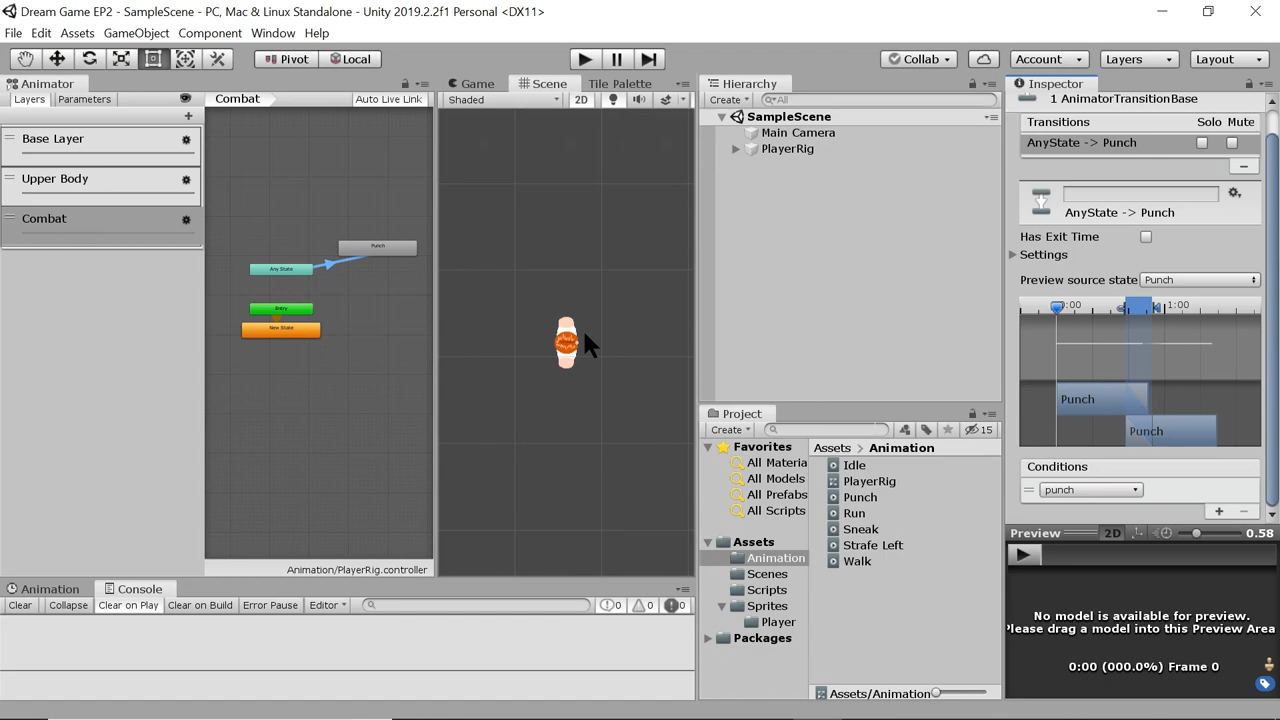 Dream Game EP2 - SampleScene - PC, Mac & Linux Standalone - Unity 2019.2.2f1 Personal <DX11>
File Edit Assets GameObject Component Window Help
Pivot Local Collab Account Layers Layout
Animator
Layers Parameters
Combat Auto Live Link
Base Layer
Upper Body
Combat
Punch
Any State
Entry
New State
Animation/PlayerRig.controller
Game Scene Tile Palette
Shaded 2D
Hierarchy
Create All
SampleScene
Main Camera
PlayerRig
Inspector
1 AnimatorTransitionBase
Transitions Solo Mute
AnyState -> Punch
AnyState -> Punch
Has Exit Time
Settings
Preview source state Punch
0:00 1:00
Punch
Punch
Conditions
punch
Preview 2D 0.58
No model is available for preview.
Please drag a model into this Preview Area
0:00 (000.0%) Frame 0
Project
Create 15
Favorites
All Materia
All Models
All Prefabs
All Scripts
Assets
Animation
Scenes
Scripts
Sprites
Player
Packages
Assets > Animation
Idle
PlayerRig
Punch
Run
Sneak
Strafe Left
Walk
Assets/Animation
Animation Console
Clear Collapse Clear on Play Clear on Build Error Pause Editor 0 0 0